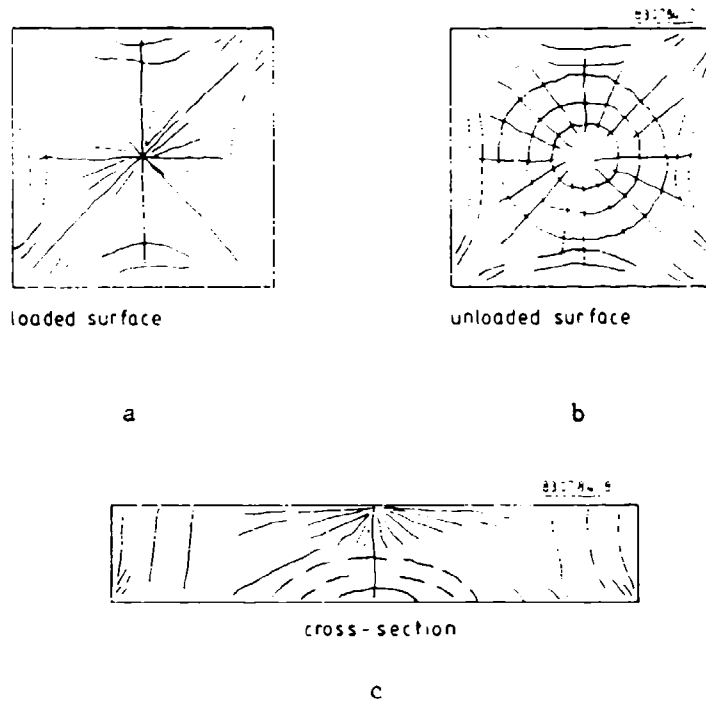 loaded surface
unloaded surface
a
b
cross-section
c